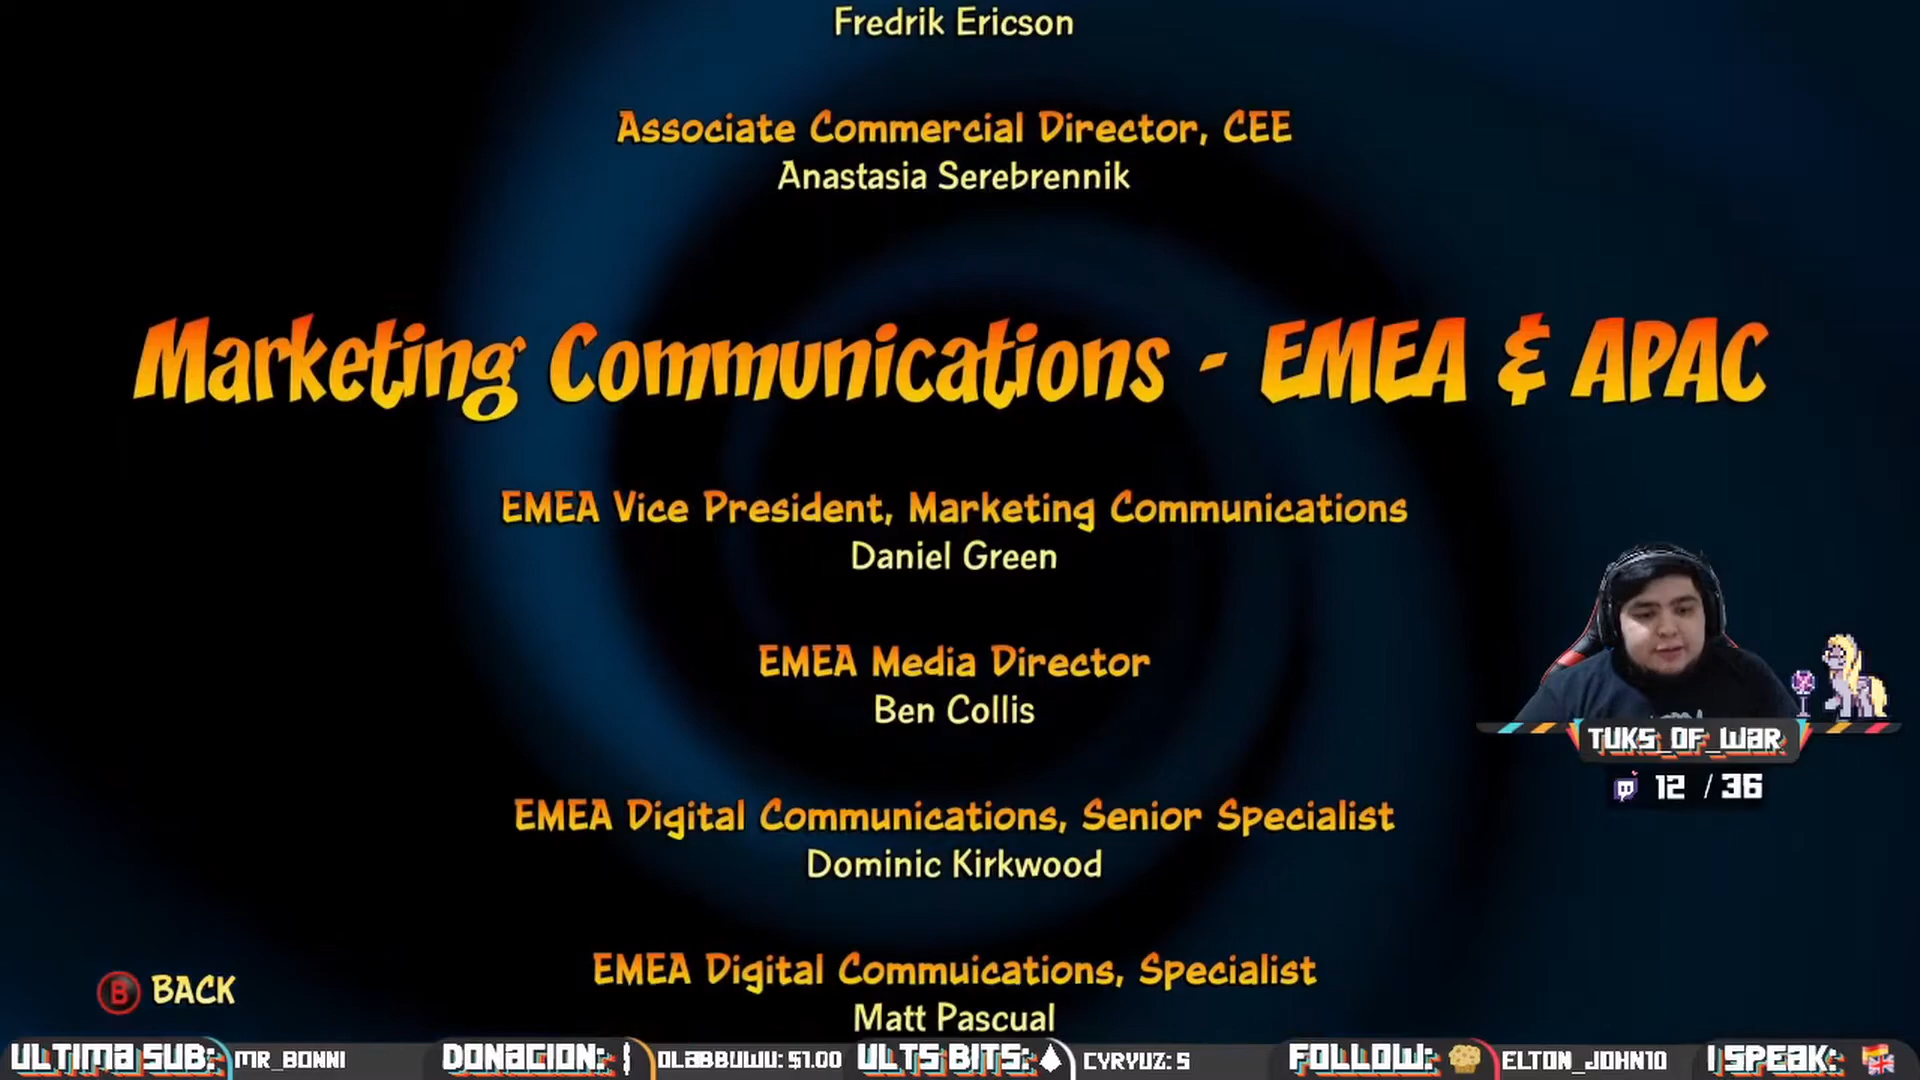 Fredrik Ericson
Associate Commercial Director, CEE
Anastasia Serebrennik
Marketing Communications - EMEA & APAC
EMEA Vice President, Marketing Communications
Daniel Green
EMEA Media Director
Ben Collis
EMEA Digital Communications, Senior Specialist
Dominic Kirkwood
EMEA Digital Commuications, Specialist
Matt Pascual
B BACK
TUKS_OF_WAR
12 / 36
ULTIMA SUB: MR_BONNI DONACION: OLABBUWU: $1.00 ULTS BITS: CYRYUZ: 5 FOLLOW: ELTON_JOHN10 I SPEAK: